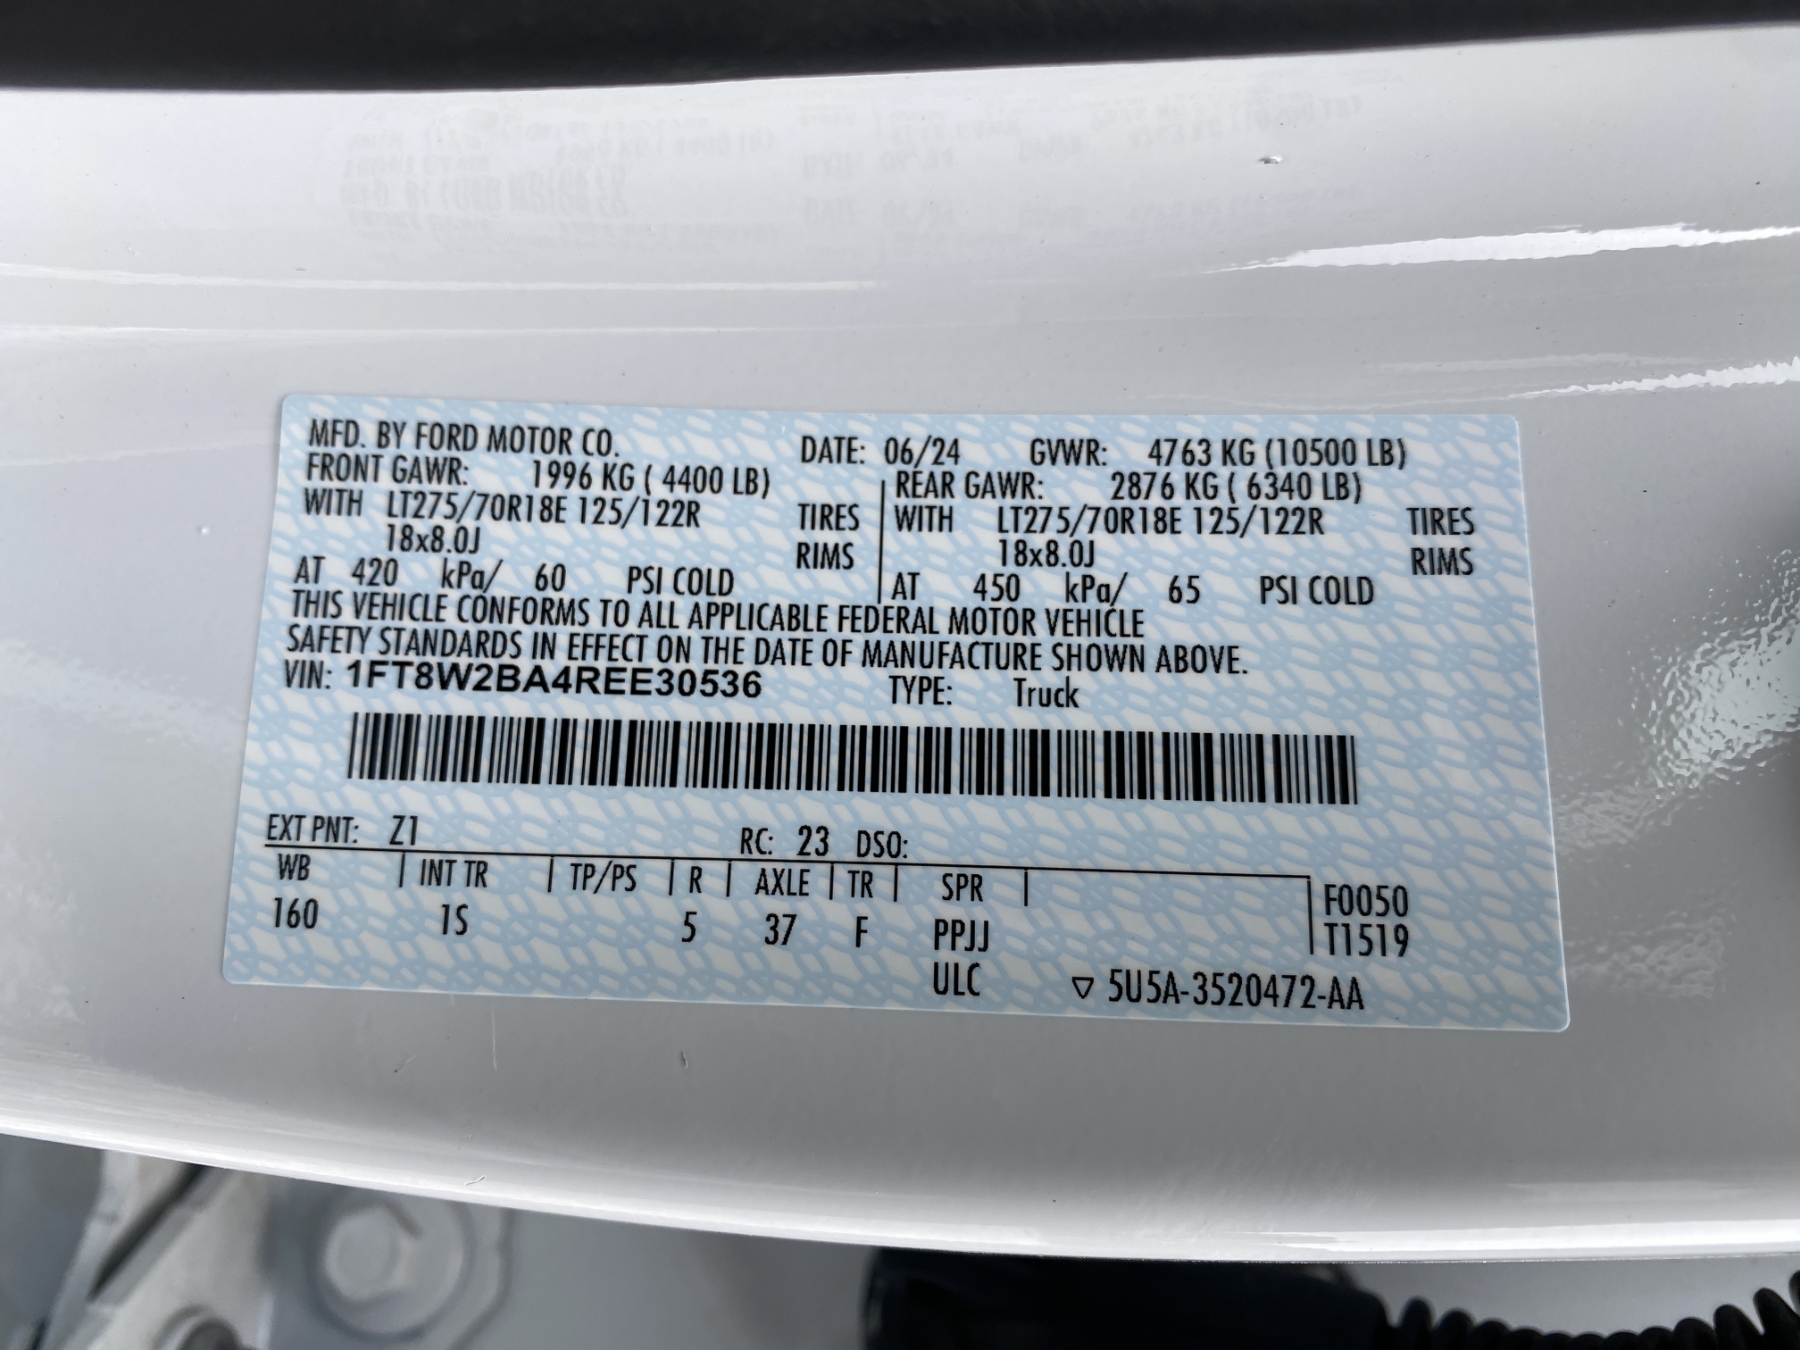 MFD. BY FORD MOTOR CO. DATE: 06/24 GVWR: 4763 KG (10500 LB)
FRONT GAWR: 1996 KG ( 4400 LB) REAR GAWR: 2876 KG ( 6340 LB)
WITH LT275/70R18E 125/122R TIRES WITH LT275/70R18E 125/122R TIRES
18x8.0J RIMS 18x8.0J RIMS
AT 420 kPa/ 60 PSI COLD AT 450 kPa/ 65 PSI COLD
THIS VEHICLE CONFORMS TO ALL APPLICABLE FEDERAL MOTOR VEHICLE
SAFETY STANDARDS IN EFFECT ON THE DATE OF MANUFACTURE SHOWN ABOVE.
VIN: 1FT8W2BA4REE30536 TYPE: Truck
EXT PNT: Z1 RC: 23 DSO:
WB INT TR TP/PS R AXLE TR SPR F0050
160 1S 5 37 F PPJJ T1519
ULC ▽ 5U5A-3520472-AA